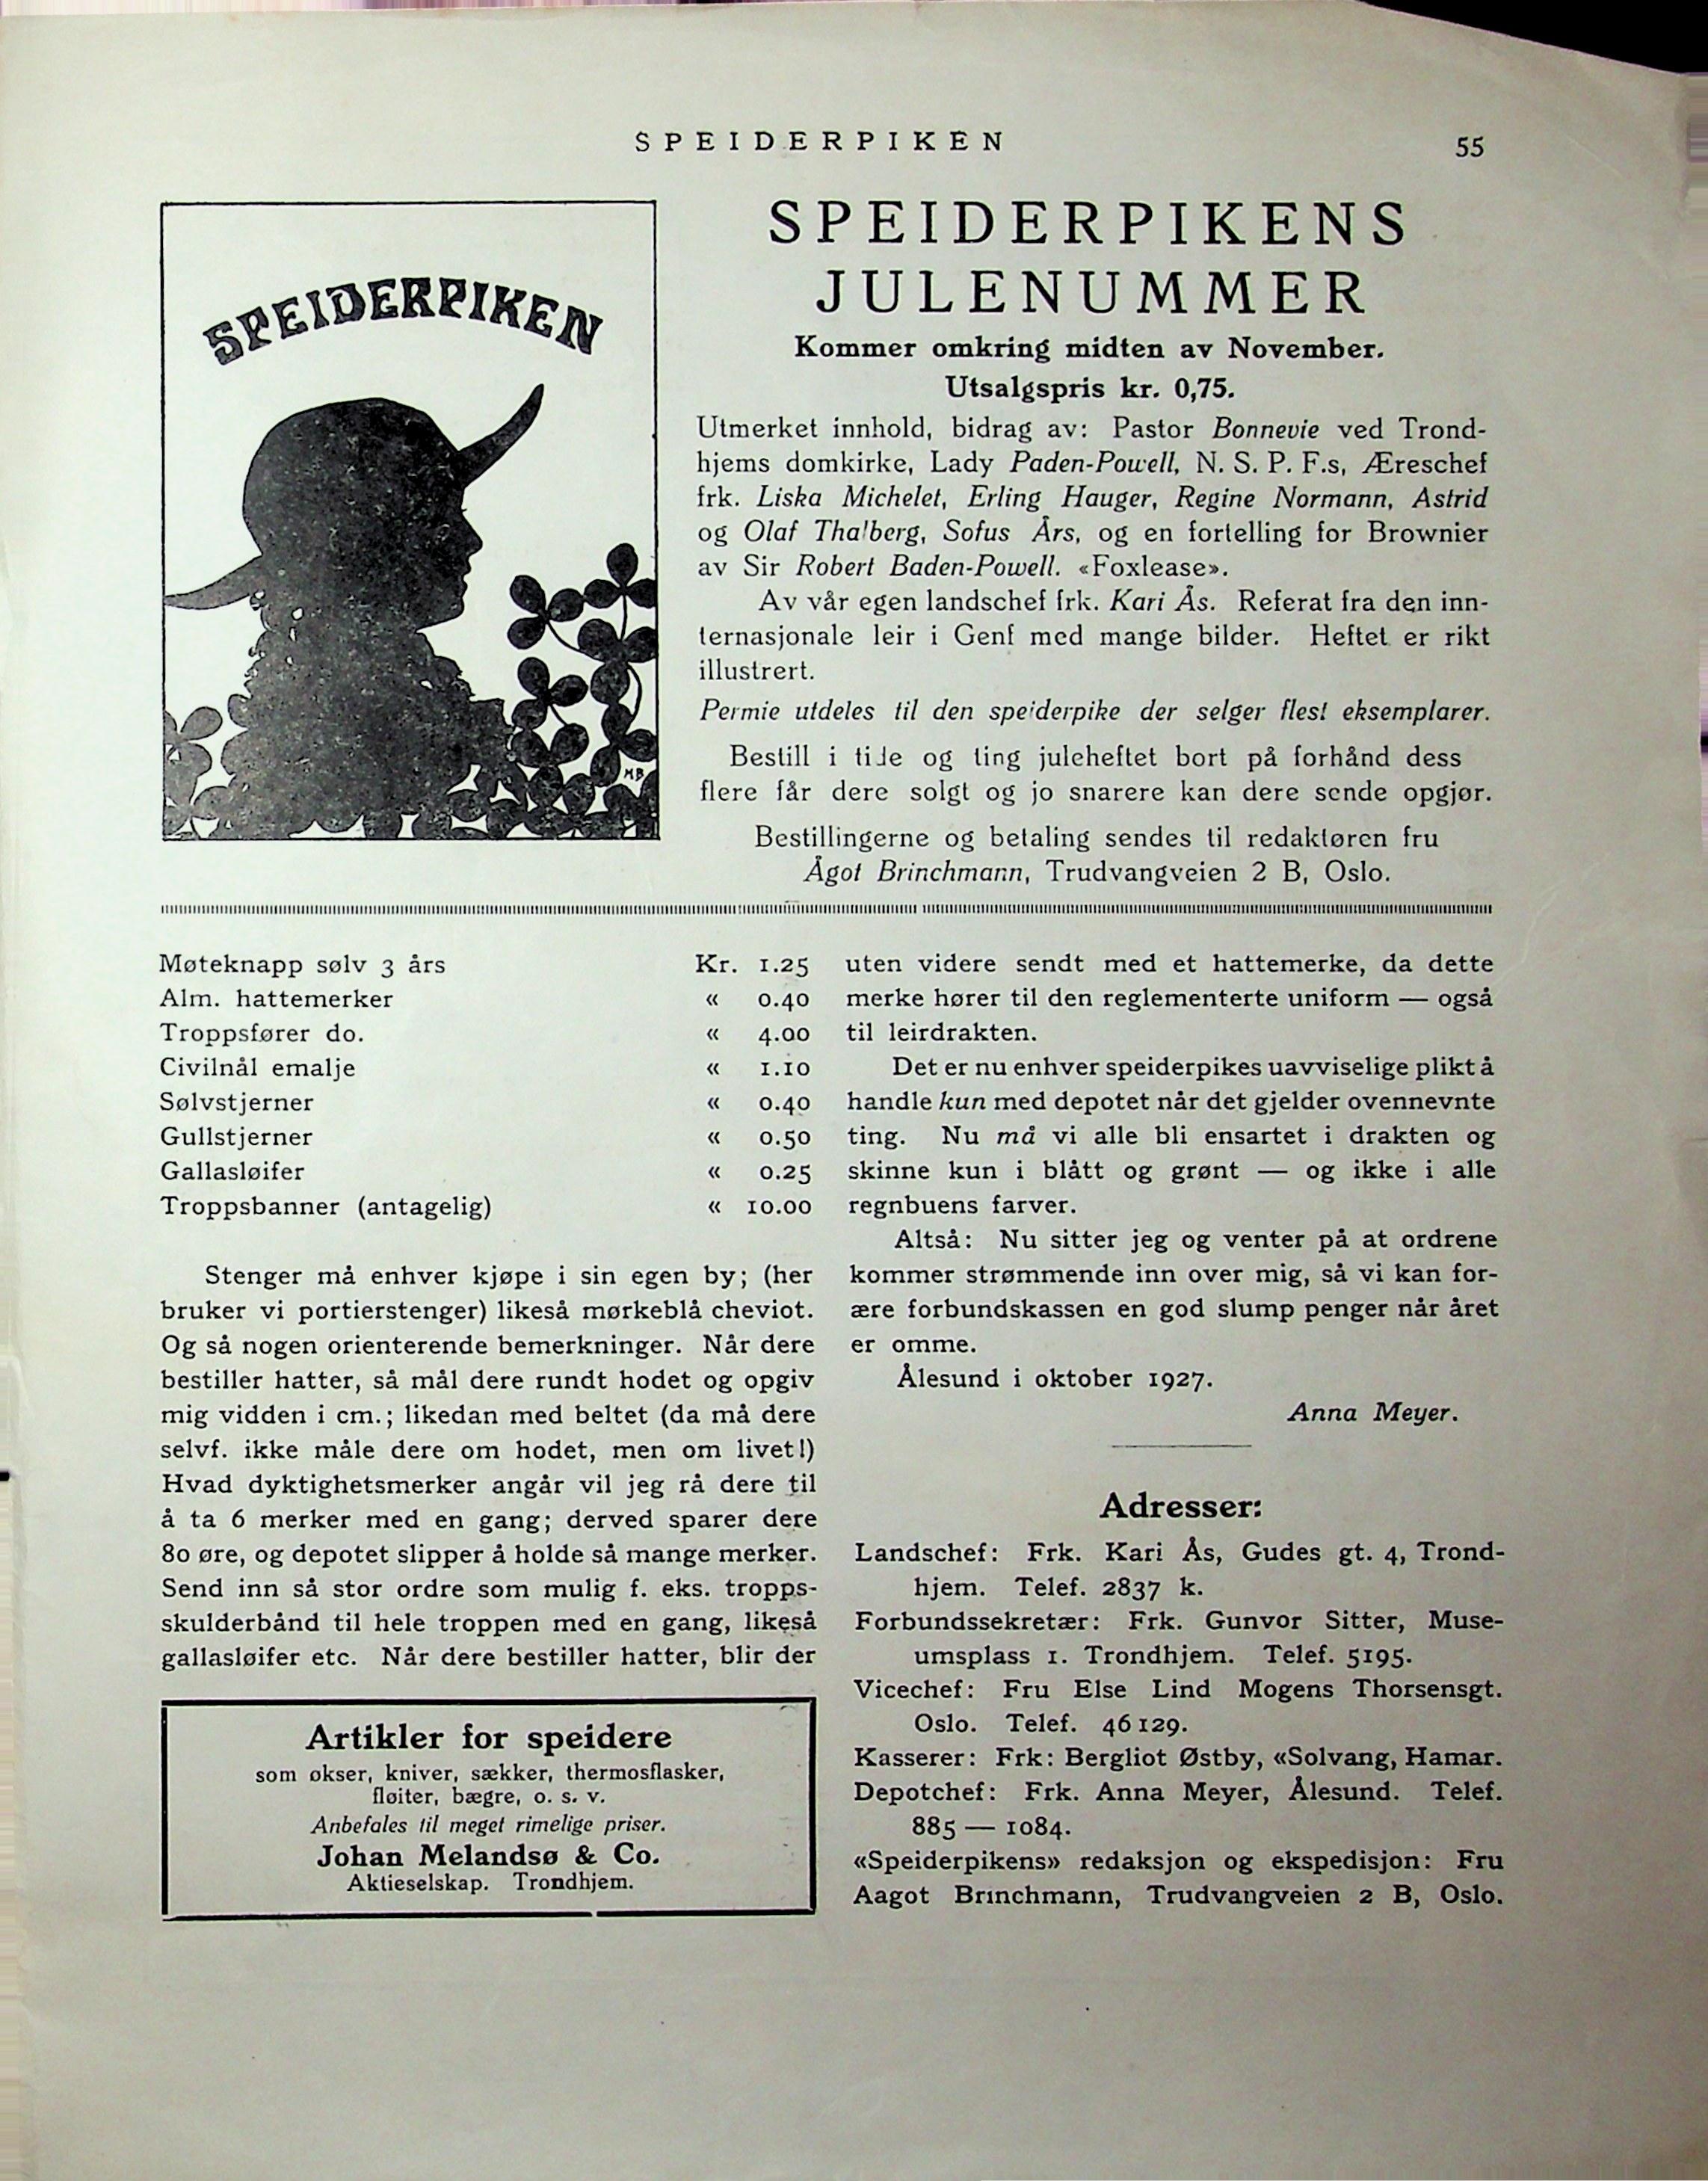 SPEIDERPIKEN 55
SPEIDERPIKEN
MB
SPEIDERPIKENS
JULENUMMER
Kommer omkring midten av November.
Utsalgspris kr. 0,75.
Utmerket innhold, bidrag av: Pastor Bonnevie ved Trond-
hjems domkirke, Lady Paden-Powell, N. S. P. F.s, Æreschef
frk. Liska Michelet, Erling Hauger, Regine Normann, Astrid
og Olaf Thalberg, Sofus Års, og en fortelling for Brownier
av Sir Robert Baden-Powell. «Foxlease».
Av vår egen landschef frk. Kari Ås. Referat fra den inn-
ternasjonale leir i Genf med mange bilder. Heftet er rikt
illustrert.
Permie utdeles til den speiderpike der selger flest eksemplarer.
Bestill i tide og ting juleheftet bort på forhånd dess
flere får dere solgt og jo snarere kan dere sende opgjør.
Bestillingerne og betaling sendes til redaktøren fru
Ågot Brinchmann, Trudvangveien 2 B, Oslo.
Møteknapp sølv 3 års Kr. 1.25
Alm. hattemerker « 0.40
Troppsfører do. « 4.00
Civilnål emalje « 1.10
Sølvstjerner « 0.40
Gullstjerner « 0.50
Gallasløifer « 0.25
Troppsbanner (antagelig) « 10.00
Stenger må enhver kjøpe i sin egen by; (her
bruker vi portierstenger) likeså mørkeblå cheviot.
Og så nogen orienterende bemerkninger. Når dere
bestiller hatter, så mål dere rundt hodet og opgiv
mig vidden i cm.; likedan med beltet (da må dere
selvf. ikke måle dere om hodet, men om livet!)
Hvad dyktighetsmerker angår vil jeg rå dere til
å ta 6 merker med en gang; derved sparer dere
80 øre, og depotet slipper å holde så mange merker.
Send inn så stor ordre som mulig f. eks. tropps-
skulderbånd til hele troppen med en gang, likeså
gallasløifer etc. Når dere bestiller hatter, blir der
Artikler for speidere
som økser, kniver, sækker, thermosflasker,
fløiter, bægre, o. s. v.
Anbefales til meget rimelige priser.
Johan Melandsø & Co.
Aktieselskap. Trondhjem.
uten videre sendt med et hattemerke, da dette
merke hører til den reglementerte uniform — også
til leirdrakten.
Det er nu enhver speiderpikes uavviselige plikt å
handle kun med depotet når det gjelder ovennevnte
ting. Nu må vi alle bli ensartet i drakten og
skinne kun i blått og grønt — og ikke i alle
regnbuens farver.
Altså: Nu sitter jeg og venter på at ordrene
kommer strømmende inn over mig, så vi kan for-
ære forbundskassen en god slump penger når året
er omme.
Ålesund i oktober 1927.
Anna Meyer.
Adresser:
Landschef: Frk. Kari Ås, Gudes gt. 4, Trond-
hjem. Telef. 2837 k.
Forbundssekretær: Frk. Gunvor Sitter, Muse-
umsplass 1. Trondhjem. Telef. 5195.
Vicechef: Fru Else Lind Mogens Thorsensgt.
Oslo. Telef. 46129.
Kasserer: Frk: Bergliot Østby, «Solvang, Hamar.
Depotchef: Frk. Anna Meyer, Ålesund. Telef.
885 — 1084.
«Speiderpikens» redaksjon og ekspedisjon: Fru
Aagot Brinchmann, Trudvangveien 2 B, Oslo.